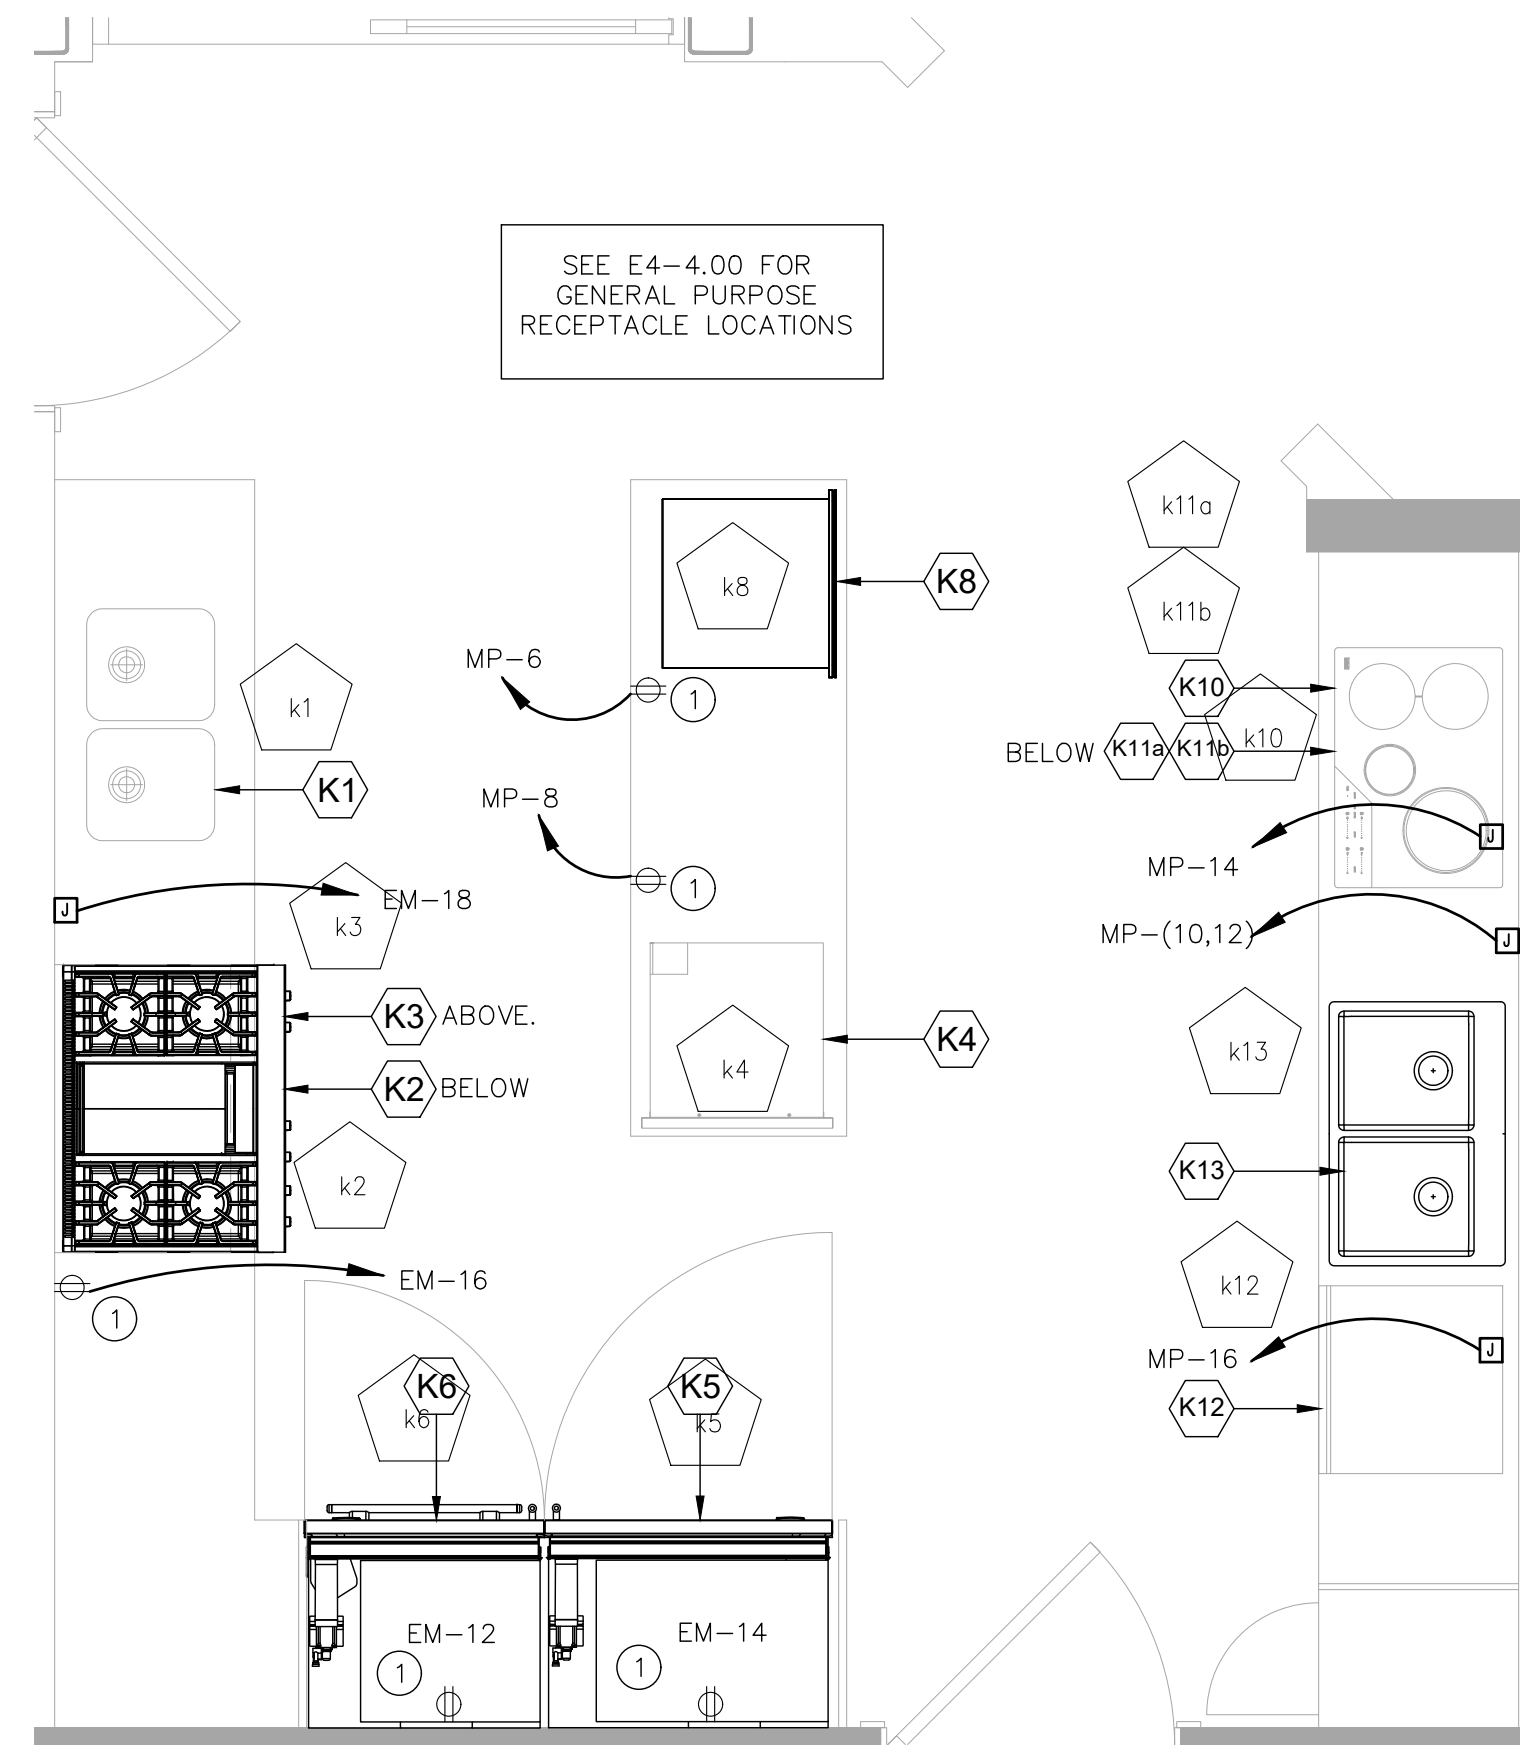 SEE E4-4.00 FOR
GENERAL PURPOSE
RECEPTACLE LOCATIONS
k11a
k8
K8
k11b
MP-6
K10
1
k1
K1
BELOW K11a K11b k10
MP-8
MP-14
1
J
EM-18
J
k3
MP-(10,12)
J
K3 ABOVE.
K4
k13
k4
K2 BELOW
K13
k2
EM-16
k12
1
MP-16
J
K6
K5
k6
k5
K12
EM-12
EM-14
1
1